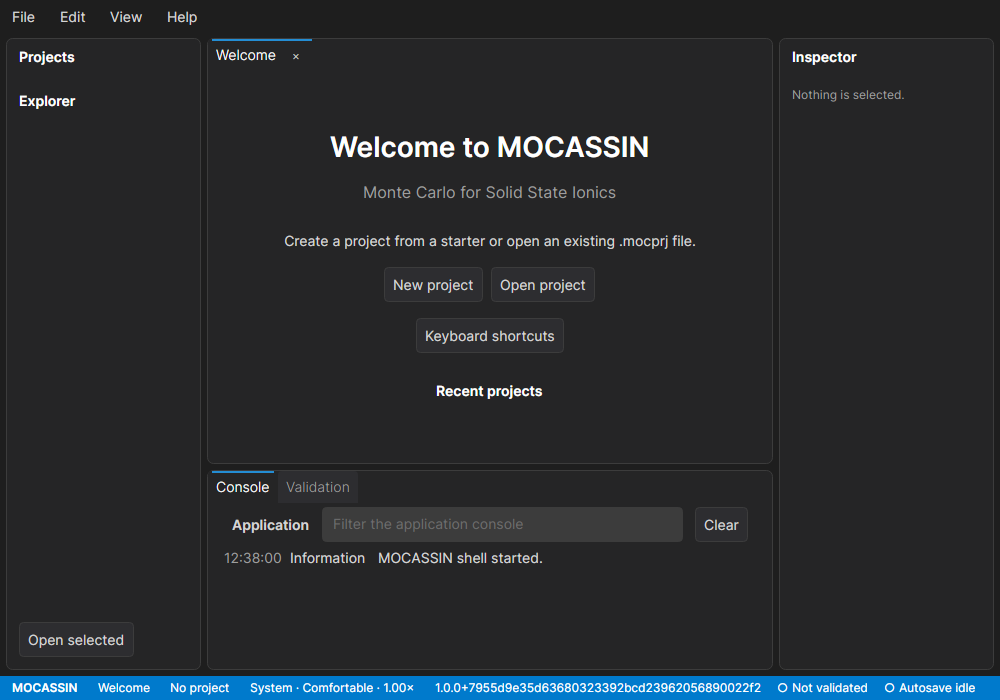 File Edit View Help
Projects
Explorer
Open selected
Welcome ×
Welcome to MOCASSIN
Monte Carlo for Solid State Ionics
Create a project from a starter or open an existing .mocprj file.
New project Open project
Keyboard shortcuts
Recent projects
Console Validation
Application Filter the application console Clear
12:38:00 Information MOCASSIN shell started.
Inspector
Nothing is selected.
MOCASSIN Welcome No project System · Comfortable · 1.00× 1.0.0+7955d9e35d63680323392bcd23962056890022f2 Not validated Autosave idle